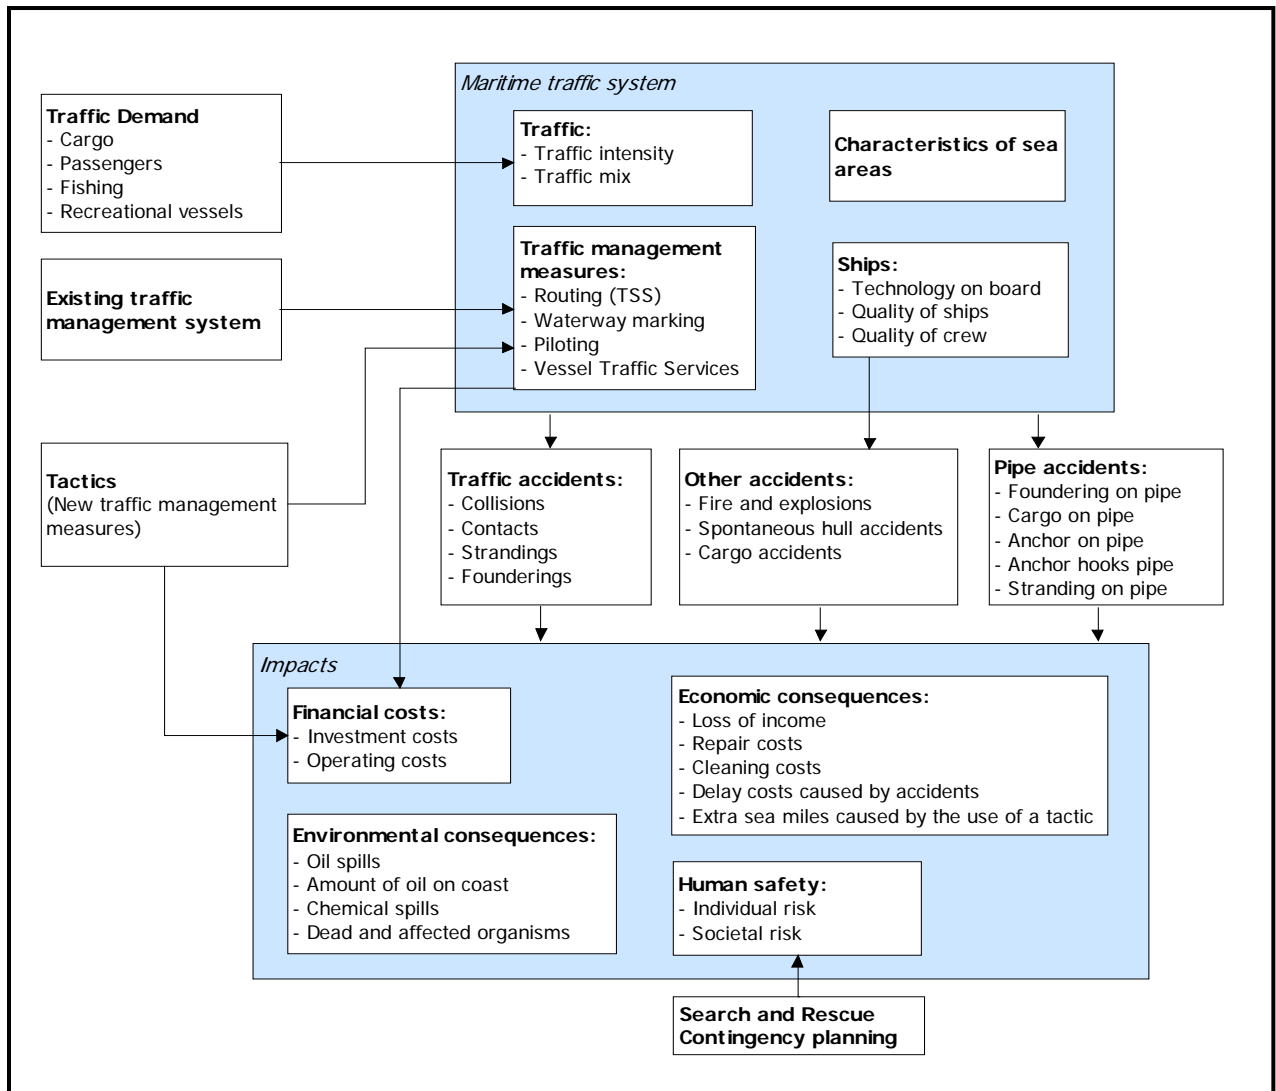 Maritime traffic system
Traffic Demand
- Cargo
- Passengers
- Fishing
- Recreational vessels
Traffic:
- Traffic intensity
- Traffic mix
Characteristics of sea
areas
Existing traffic
management system
Traffic management
measures:
- Routing (TSS)
- Waterway marking
- Piloting
- Vessel Traffic Services
Ships:
- Technology on board
- Quality of ships
- Quality of crew
Tactics
(New traffic management
measures)
Traffic accidents:
- Collisions
- Contacts
- Strandings
- Founderings
Other accidents:
- Fire and explosions
- Spontaneous hull accidents
- Cargo accidents
Pipe accidents:
- Foundering on pipe
- Cargo on pipe
- Anchor on pipe
- Anchor hooks pipe
- Stranding on pipe
Impacts
Financial costs:
- Investment costs
- Operating costs
Economic consequences:
- Loss of income
- Repair costs
- Cleaning costs
- Delay costs caused by accidents
- Extra sea miles caused by the use of a tactic
Environmental consequences:
- Oil spills
- Amount of oil on coast
- Chemical spills
- Dead and affected organisms
Human safety:
- Individual risk
- Societal risk
Search and Rescue
Contingency planning